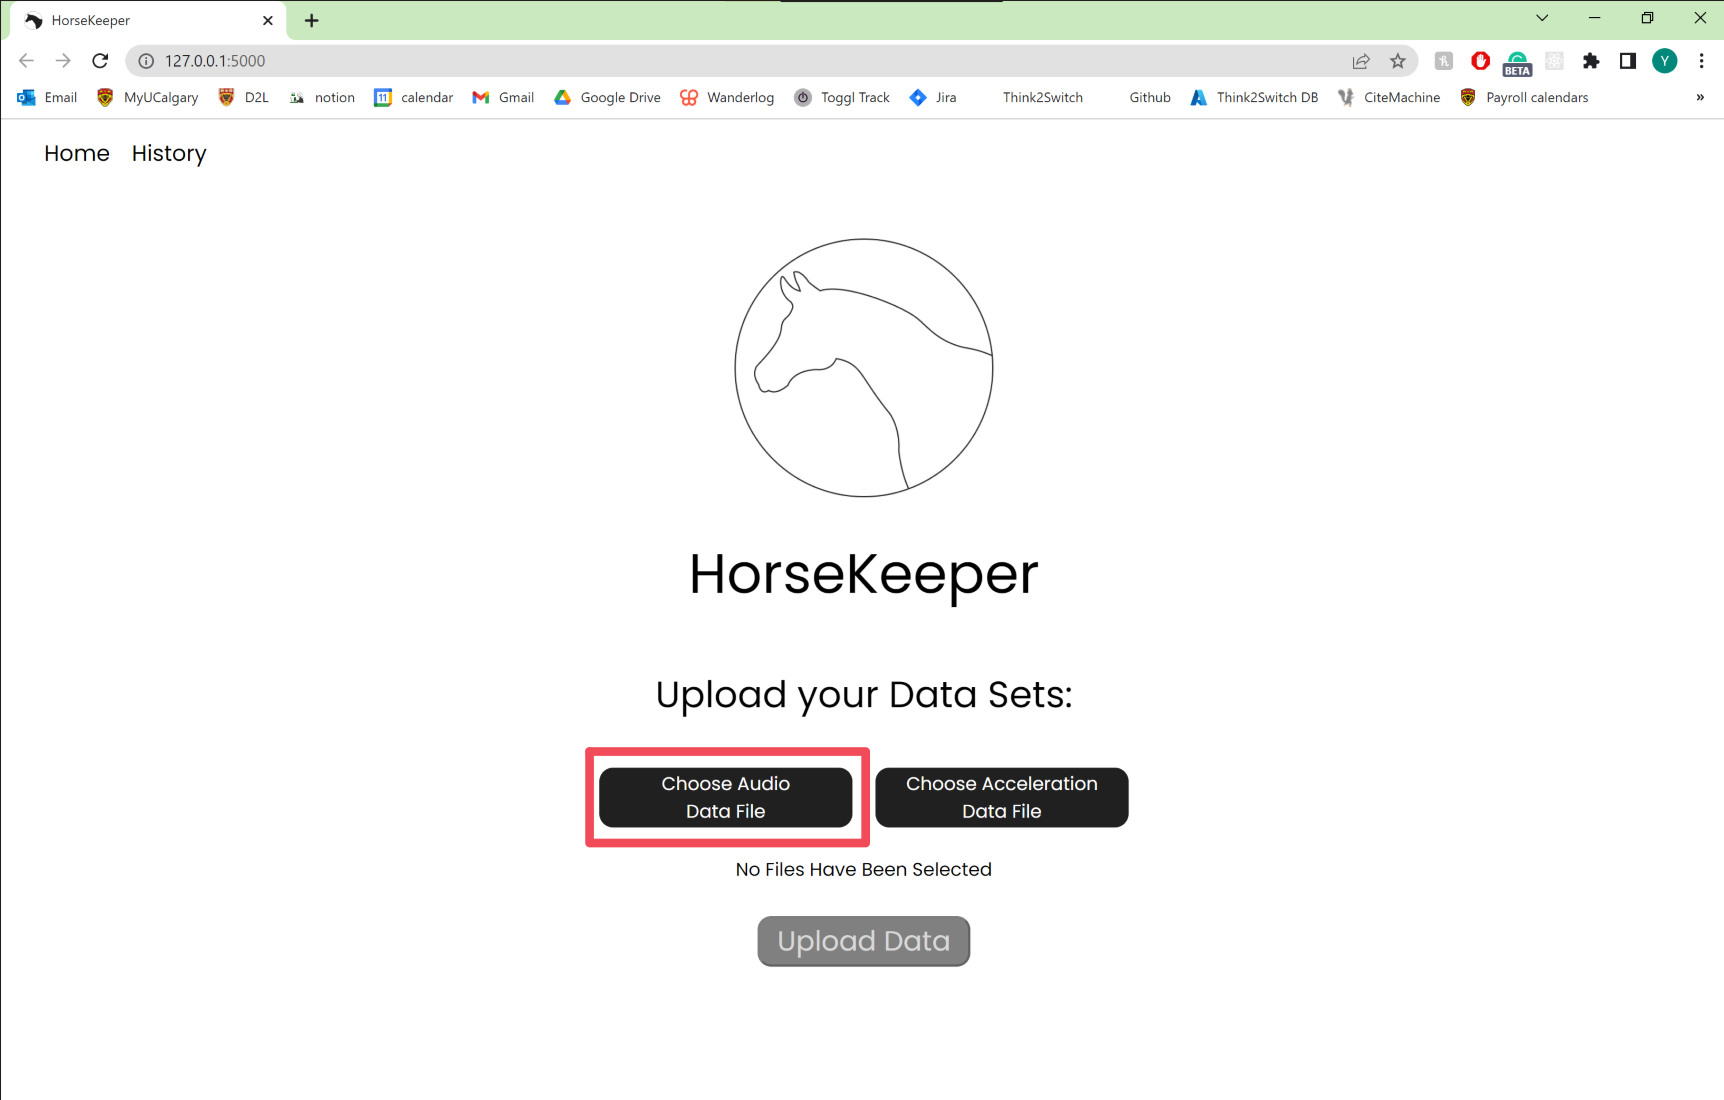 HorseKeeper
127.0.0.1:5000
BETA
Y
Email MyUCalgary D2L notion 11 calendar Gmail Google Drive Wanderlog Toggl Track Jira Think2Switch Github Think2Switch DB CiteMachine Payroll calendars »
Home History
HorseKeeper
Upload your Data Sets:
Choose Audio
Data File
Choose Acceleration
Data File
No Files Have Been Selected
Upload Data